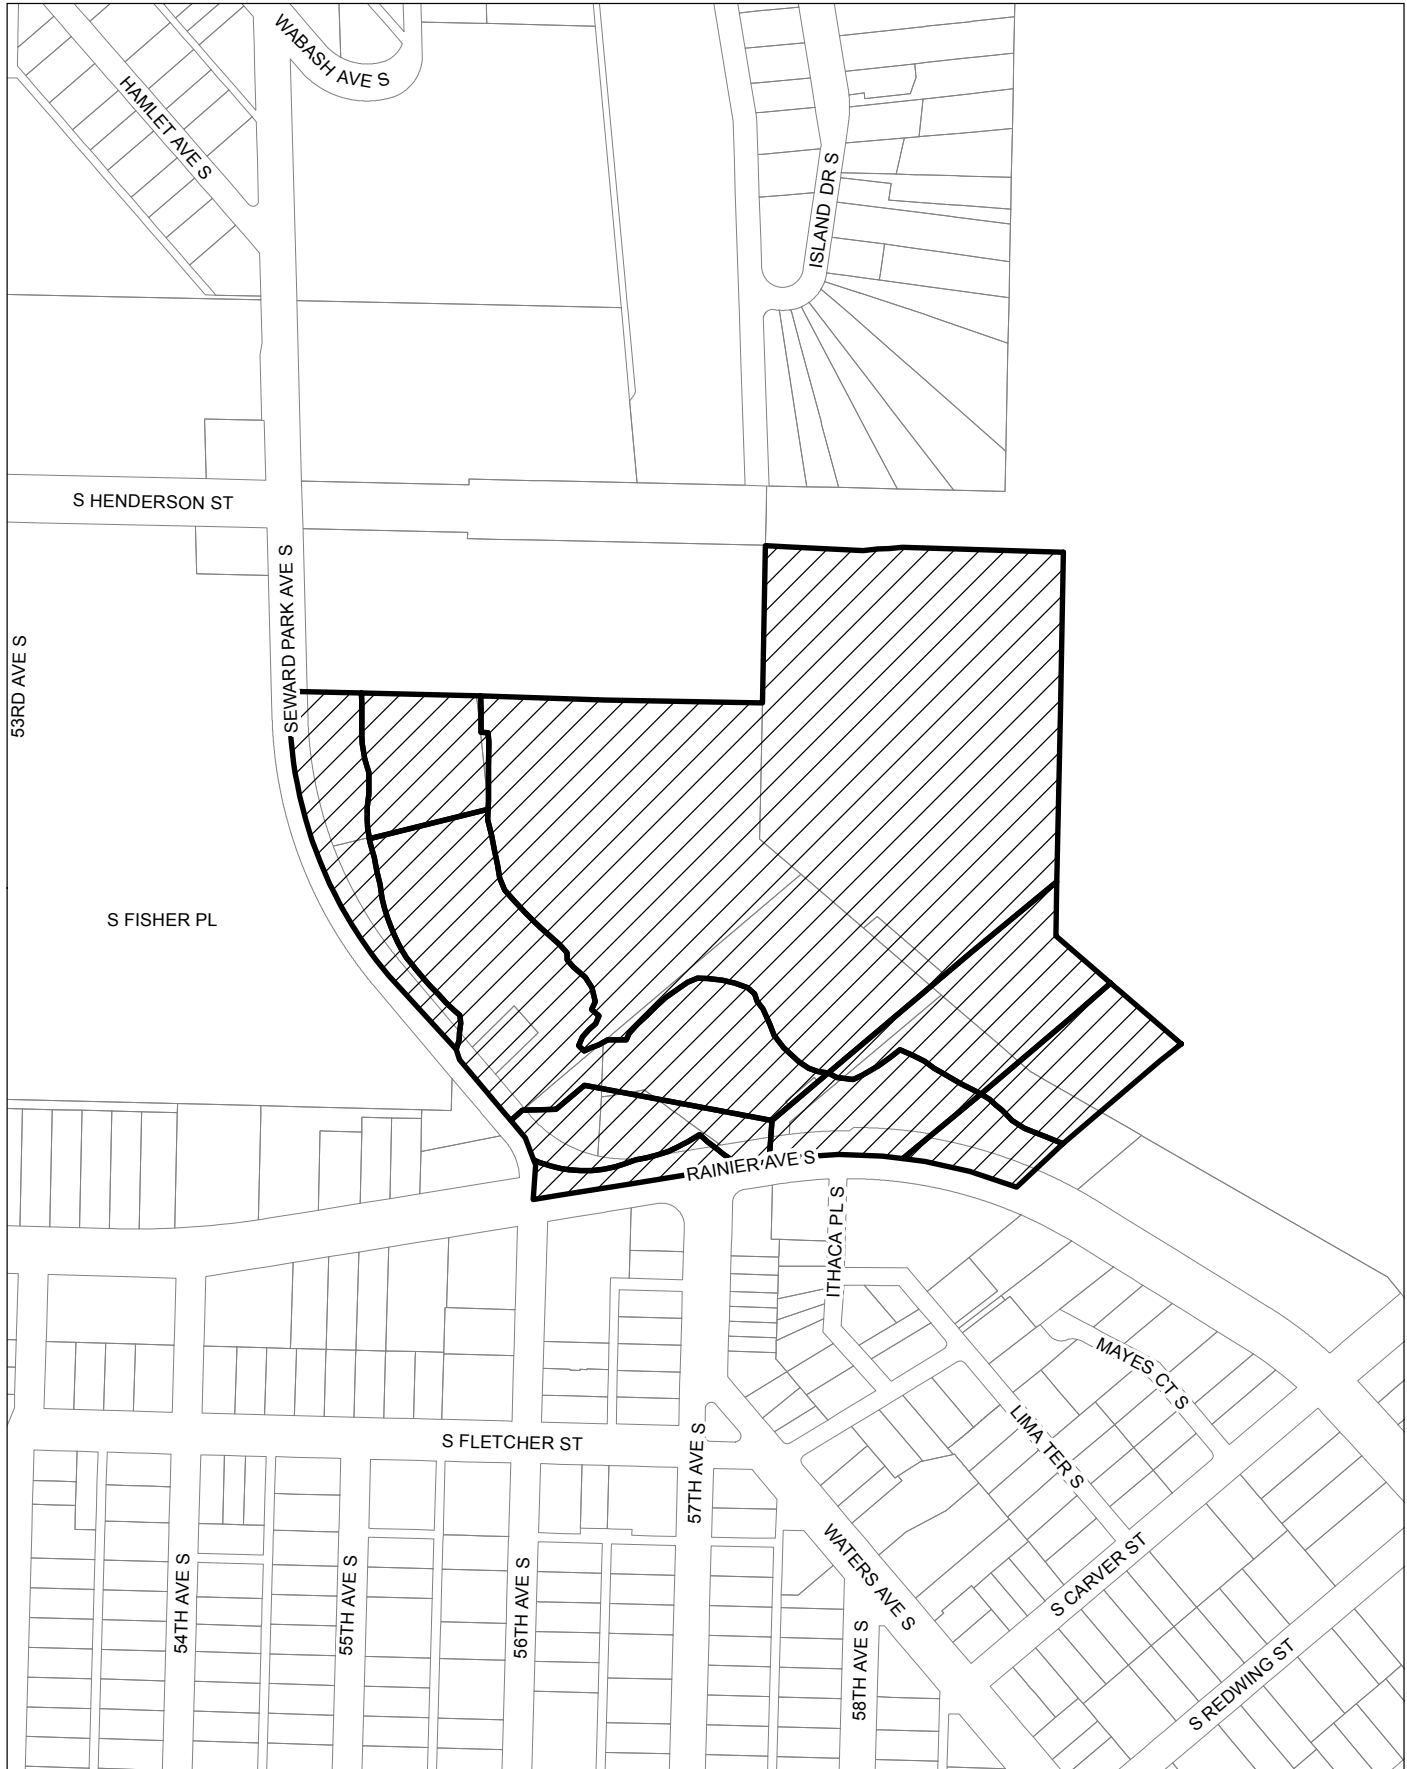 WABASH AVE S
HAMLET AVE S
ISLAND DR S
S HENDERSON ST
SEWARD PARK AVE S
53RD AVE S
S FISHER PL
RAINIER AVE S
ITHACA PL S
MAYES CT S
LIMA TER S
S FLETCHER ST
57TH AVE S
WATERS AVE S
S CARVER ST
54TH AVE S
55TH AVE S
56TH AVE S
58TH AVE S
S REDWING ST